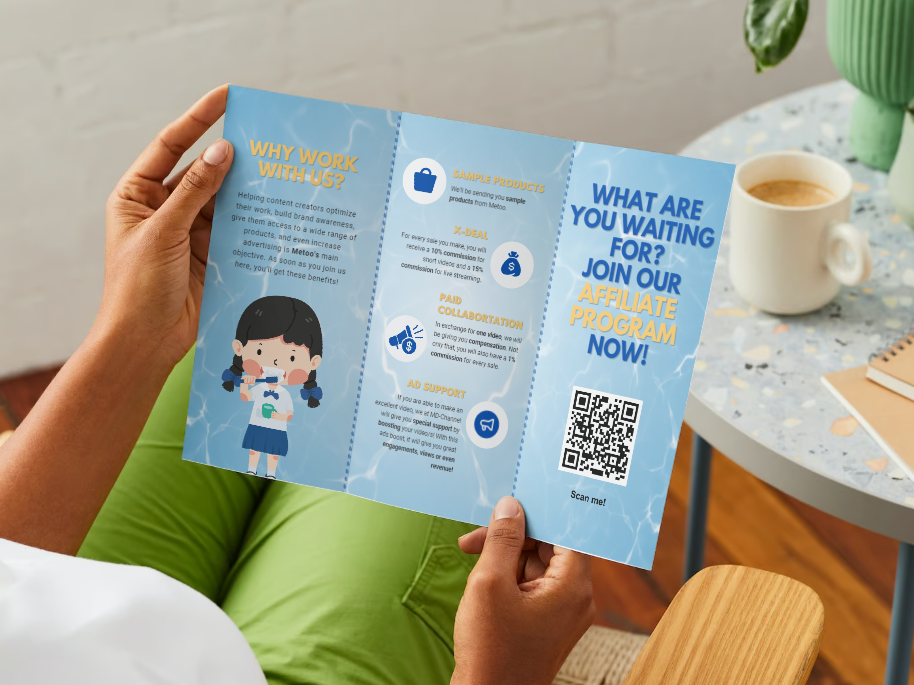 WHY WORK
WITH US?
Helping content creators optimize
their work, build brand awareness,
give them access to a wide range of
products, and even increase
advertising is Metoo's main
objective. As soon as you join us
here, you'll get these benefits!
SAMPLE PRODUCTS
We'll be sending you sample
products from Metoo.
X-DEAL
For every sale you make, you will
receive a 10% commission for
short videos and a 15%
commission for live streaming.
PAID
COLLABORTATION
In exchange for one video, we will
be giving you compensation. Not
only that, you will also have a 1%
commission for every sale.
AD SUPPORT
If you are able to make an
excellent video, we at MD-Channel
will give you special support by
boosting your video/s! With this
ads boost, it will give you great
engagements, views or even
revenue!
WHAT ARE
YOU WAITING
FOR?
JOIN OUR
AFFILIATE
PROGRAM
NOW!
Scan me!